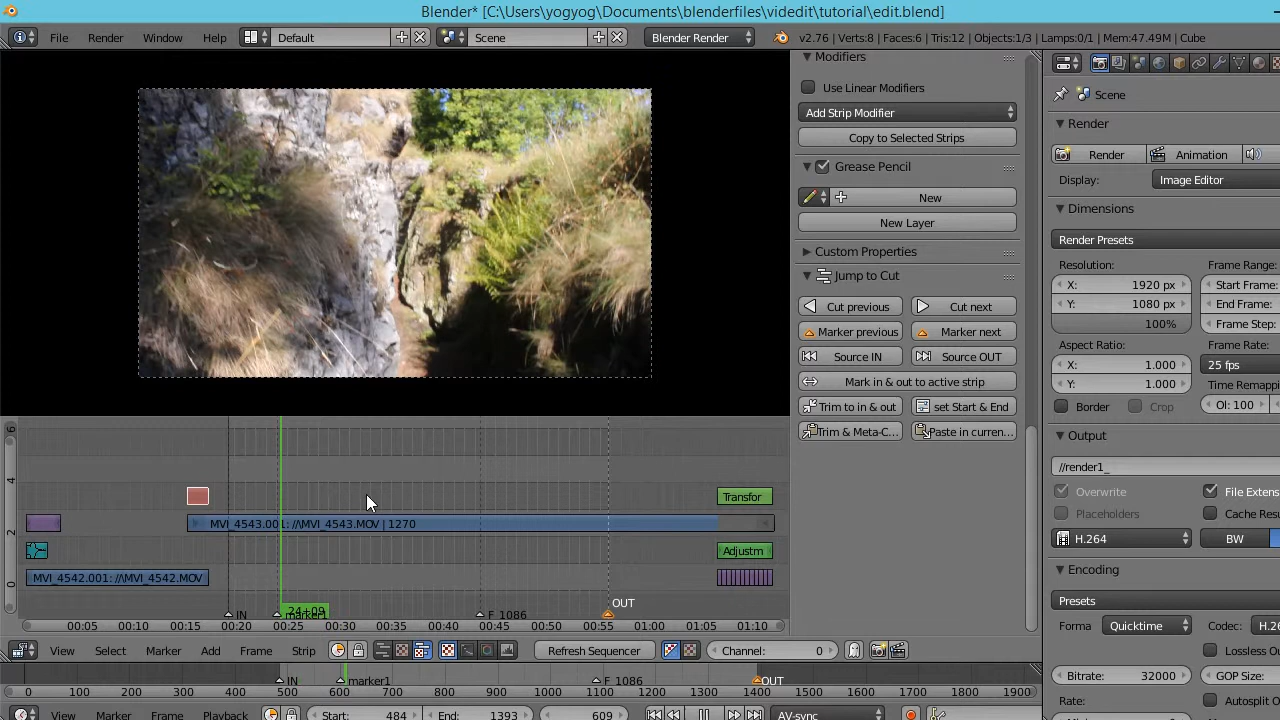 Blender* [C:\Users\yogyog\Documents\blenderfiles\videdit\tutorial\edit.blend]
File Render Window Help Default Scene Blender Render v2.76 | Verts:8 | Faces:6 | Tris:12 | Objects:1/3 | Lamps:0/1 | Mem:47.49M | Cube
Modifiers
Use Linear Modifiers
Add Strip Modifier
Copy to Selected Strips
Grease Pencil
New
New Layer
Custom Properties
Jump to Cut
Cut previous Cut next
Marker previous Marker next
Source IN Source OUT
Mark in & out to active strip
Trim to in & out set Start & End
Trim & Meta-C... Paste in curren...
Scene
Render
Render Animation
Display: Image Editor
Dimensions
Render Presets
Resolution: Frame Range:
X: 1920 px Start Frame:
Y: 1080 px End Frame:
100% Frame Step:
Aspect Ratio: Frame Rate:
X: 1.000 25 fps
Y: 1.000 Time Remappi
Border Crop Ol: 100
Output
//render1_
Overwrite File Extens
Placeholders Cache Resu
H.264 BW
Encoding
Presets
Forma Quicktime Codec: H.26
Lossless Ou
Bitrate: 32000 GOP Size:
Rate: Autosplit Ou
6
4
2
0
Transfor
MVI_4543.001: //\MVI_4543.MOV | 1270
Adjustm
MVI_4542.001: //\MVI_4542.MOV
OUT
24+09
IN marker1 F_1086
00:05 00:10 00:15 00:20 00:25 00:30 00:35 00:40 00:45 00:50 00:56 01:00 01:05 01:10
View Select Marker Add Frame Strip Refresh Sequencer Channel: 0
IN marker1 F_1086 OUT
0 100 200 300 400 500 600 700 800 900 1000 1100 1200 1300 1400 1500 1600 1700 1800 1900
View Marker Frame Playback Start: 484 End: 1393 609 AV-sync